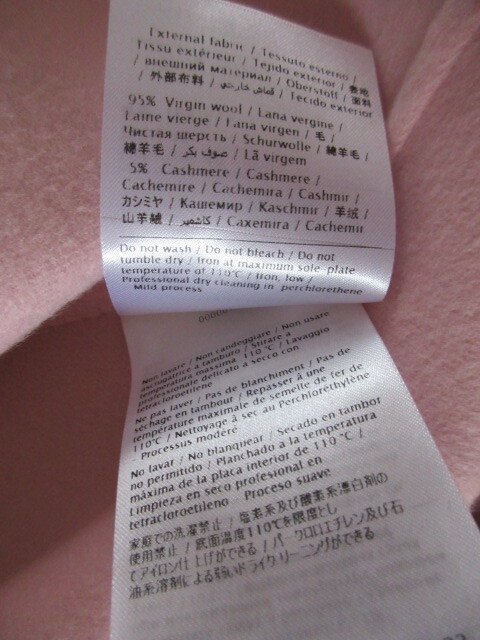 External fabric / Tessuto esterno /
Tissu extérieur / Tejido exterior / 表地
/ внешний материал / Oberstoff / 面料
/ 外部布料 / قماش خارجي / Tecido exterior
95% Virgin wool / Lana vergine /
Laine vierge / Lana virgen / 毛 /
Чистая шерсть / Schurwolle / 綿羊毛 /
綿羊毛 / صوف بكر / Lã virgem
5% Cashmere / Cashmere /
Cachemire / Cachemira / Cashmir /
カシミヤ / Кашемир / Kaschmir / 羊绒 /
山羊絨 / كاشمير / Caxemira / Cachemir
Do not wash / Do not bleach / Do not
tumble dry / Iron at maximum sole plate
temperature of 110°C / Iron, low /
Professional dry cleaning in perchlorethene
Mild process
Non lavare / Non candeggiare / Non usare
asciugatura a tamburo / Stirare a
temperatura massima 110°C / Lavaggio
professionale delicato a secco con
tetracloroetilene
Ne pas laver / Pas de blanchiment / Pas de
séchage en tambour / Repasser à une
température maximale de semelle de fer de
110°C / Nettoyage à sec au Perchloréthylène
Processus modéré
No lavar / No blanquear / Secado en tambor
no permitido / Planchado a la temperatura
máxima de la placa interior de 110 °C /
Limpieza en seco profesional en
tetracloroetileno Proceso suave
家庭での洗濯禁止 / 塩素系及び酸素系漂白剤の
使用禁止 / 底面温度110℃を限度とし
てアイロン仕上げができる / パークロロエチレン及び石
油系溶剤による弱いドライクリーニングができる